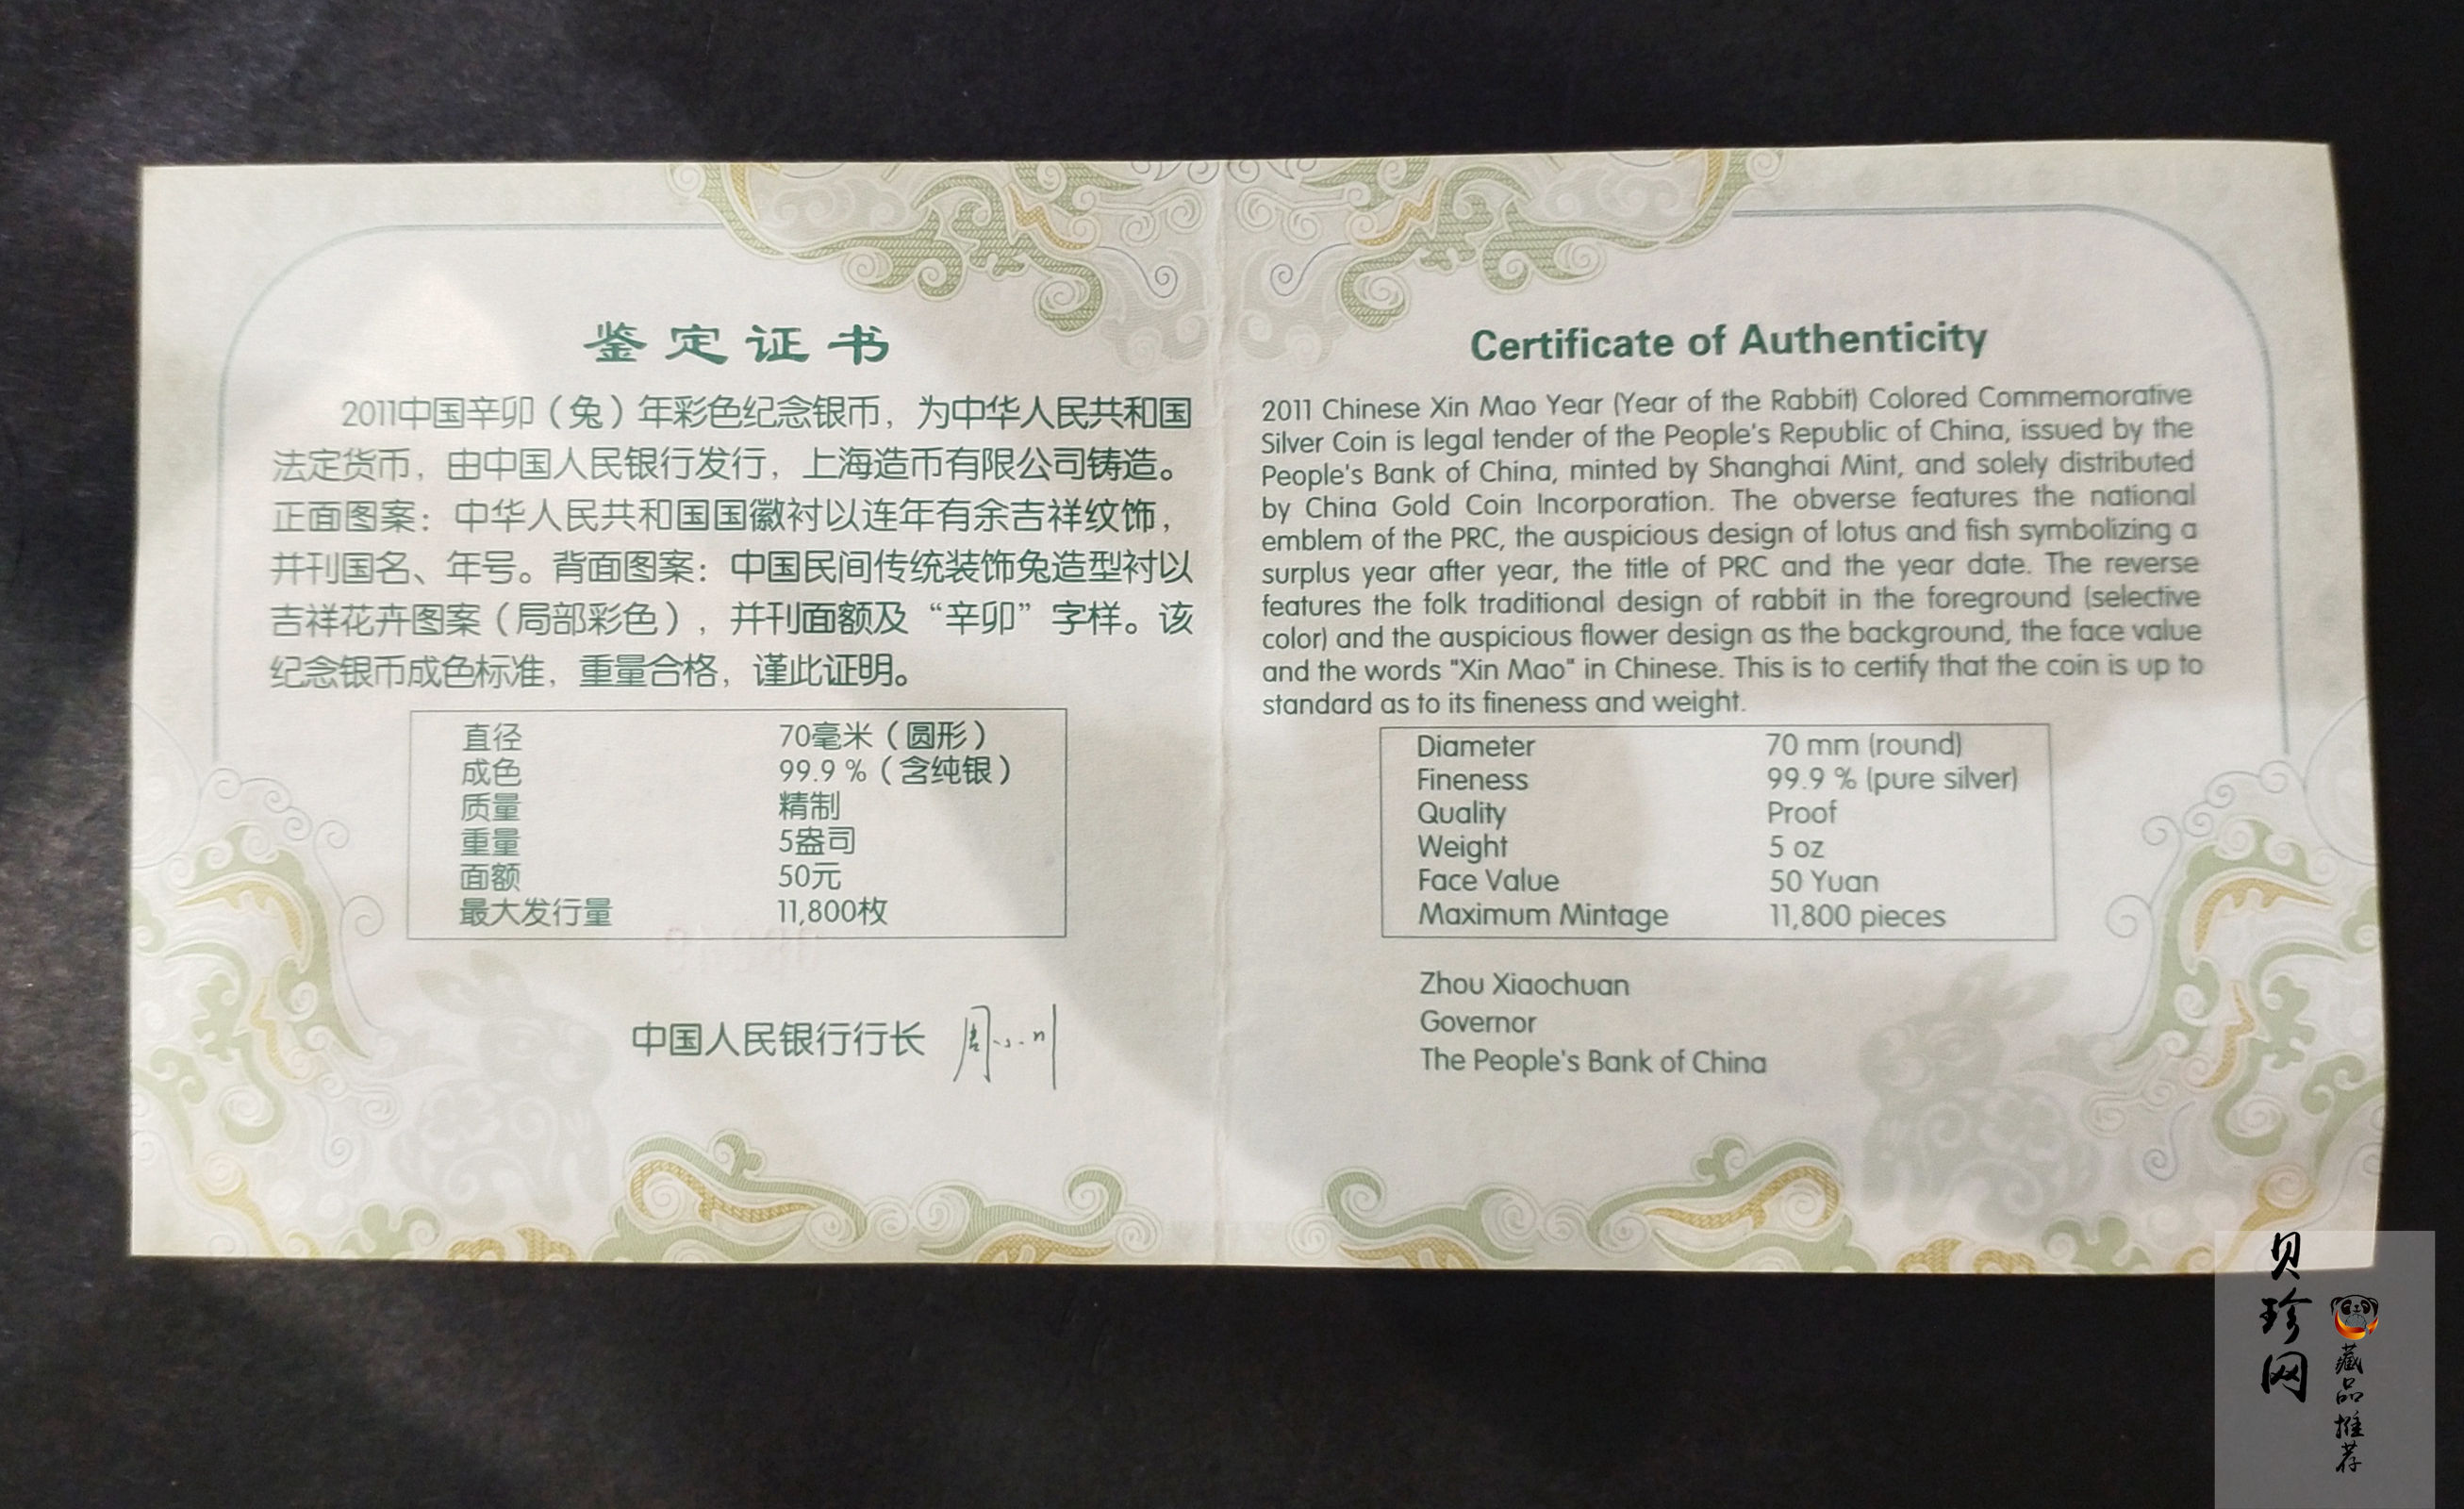 鉴定证书
2011中国辛卯（兔）年彩色纪念银币，为中华人民共和国
法定货币，由中国人民银行发行，上海造币有限公司铸造。
正面图案：中华人民共和国国徽衬以连年有余吉祥纹饰，
并刊国名、年号。背面图案：中国民间传统装饰兔造型衬以
吉祥花卉图案（局部彩色），并刊面额及“辛卯”字样。该
纪念银币成色标准，重量合格，谨此证明。
直径 70毫米（圆形）
成色 99.9％（含纯银）
质量 精制
重量 5盎司
面额 50元
最大发行量 11,800枚
中国人民银行行长 周小川
Certificate of Authenticity
2011 Chinese Xin Mao Year (Year of the Rabbit) Colored Commemorative
Silver Coin is legal tender of the People's Republic of China, issued by the
People's Bank of China, minted by Shanghai Mint, and solely distributed
by China Gold Coin Incorporation. The obverse features the national
emblem of the PRC, the auspicious design of lotus and fish symbolizing a
surplus year after year, the title of PRC and the year date. The reverse
features the folk traditional design of rabbit in the foreground (selective
color) and the auspicious flower design as the background, the face value
and the words "Xin Mao" in Chinese. This is to certify that the coin is up to
standard as to its fineness and weight.
Diameter 70 mm (round)
Fineness 99.9 % (pure silver)
Quality Proof
Weight 5 oz
Face Value 50 Yuan
Maximum Mintage 11,800 pieces
Zhou Xiaochuan
Governor
The People's Bank of China
贝珍网
藏品推荐